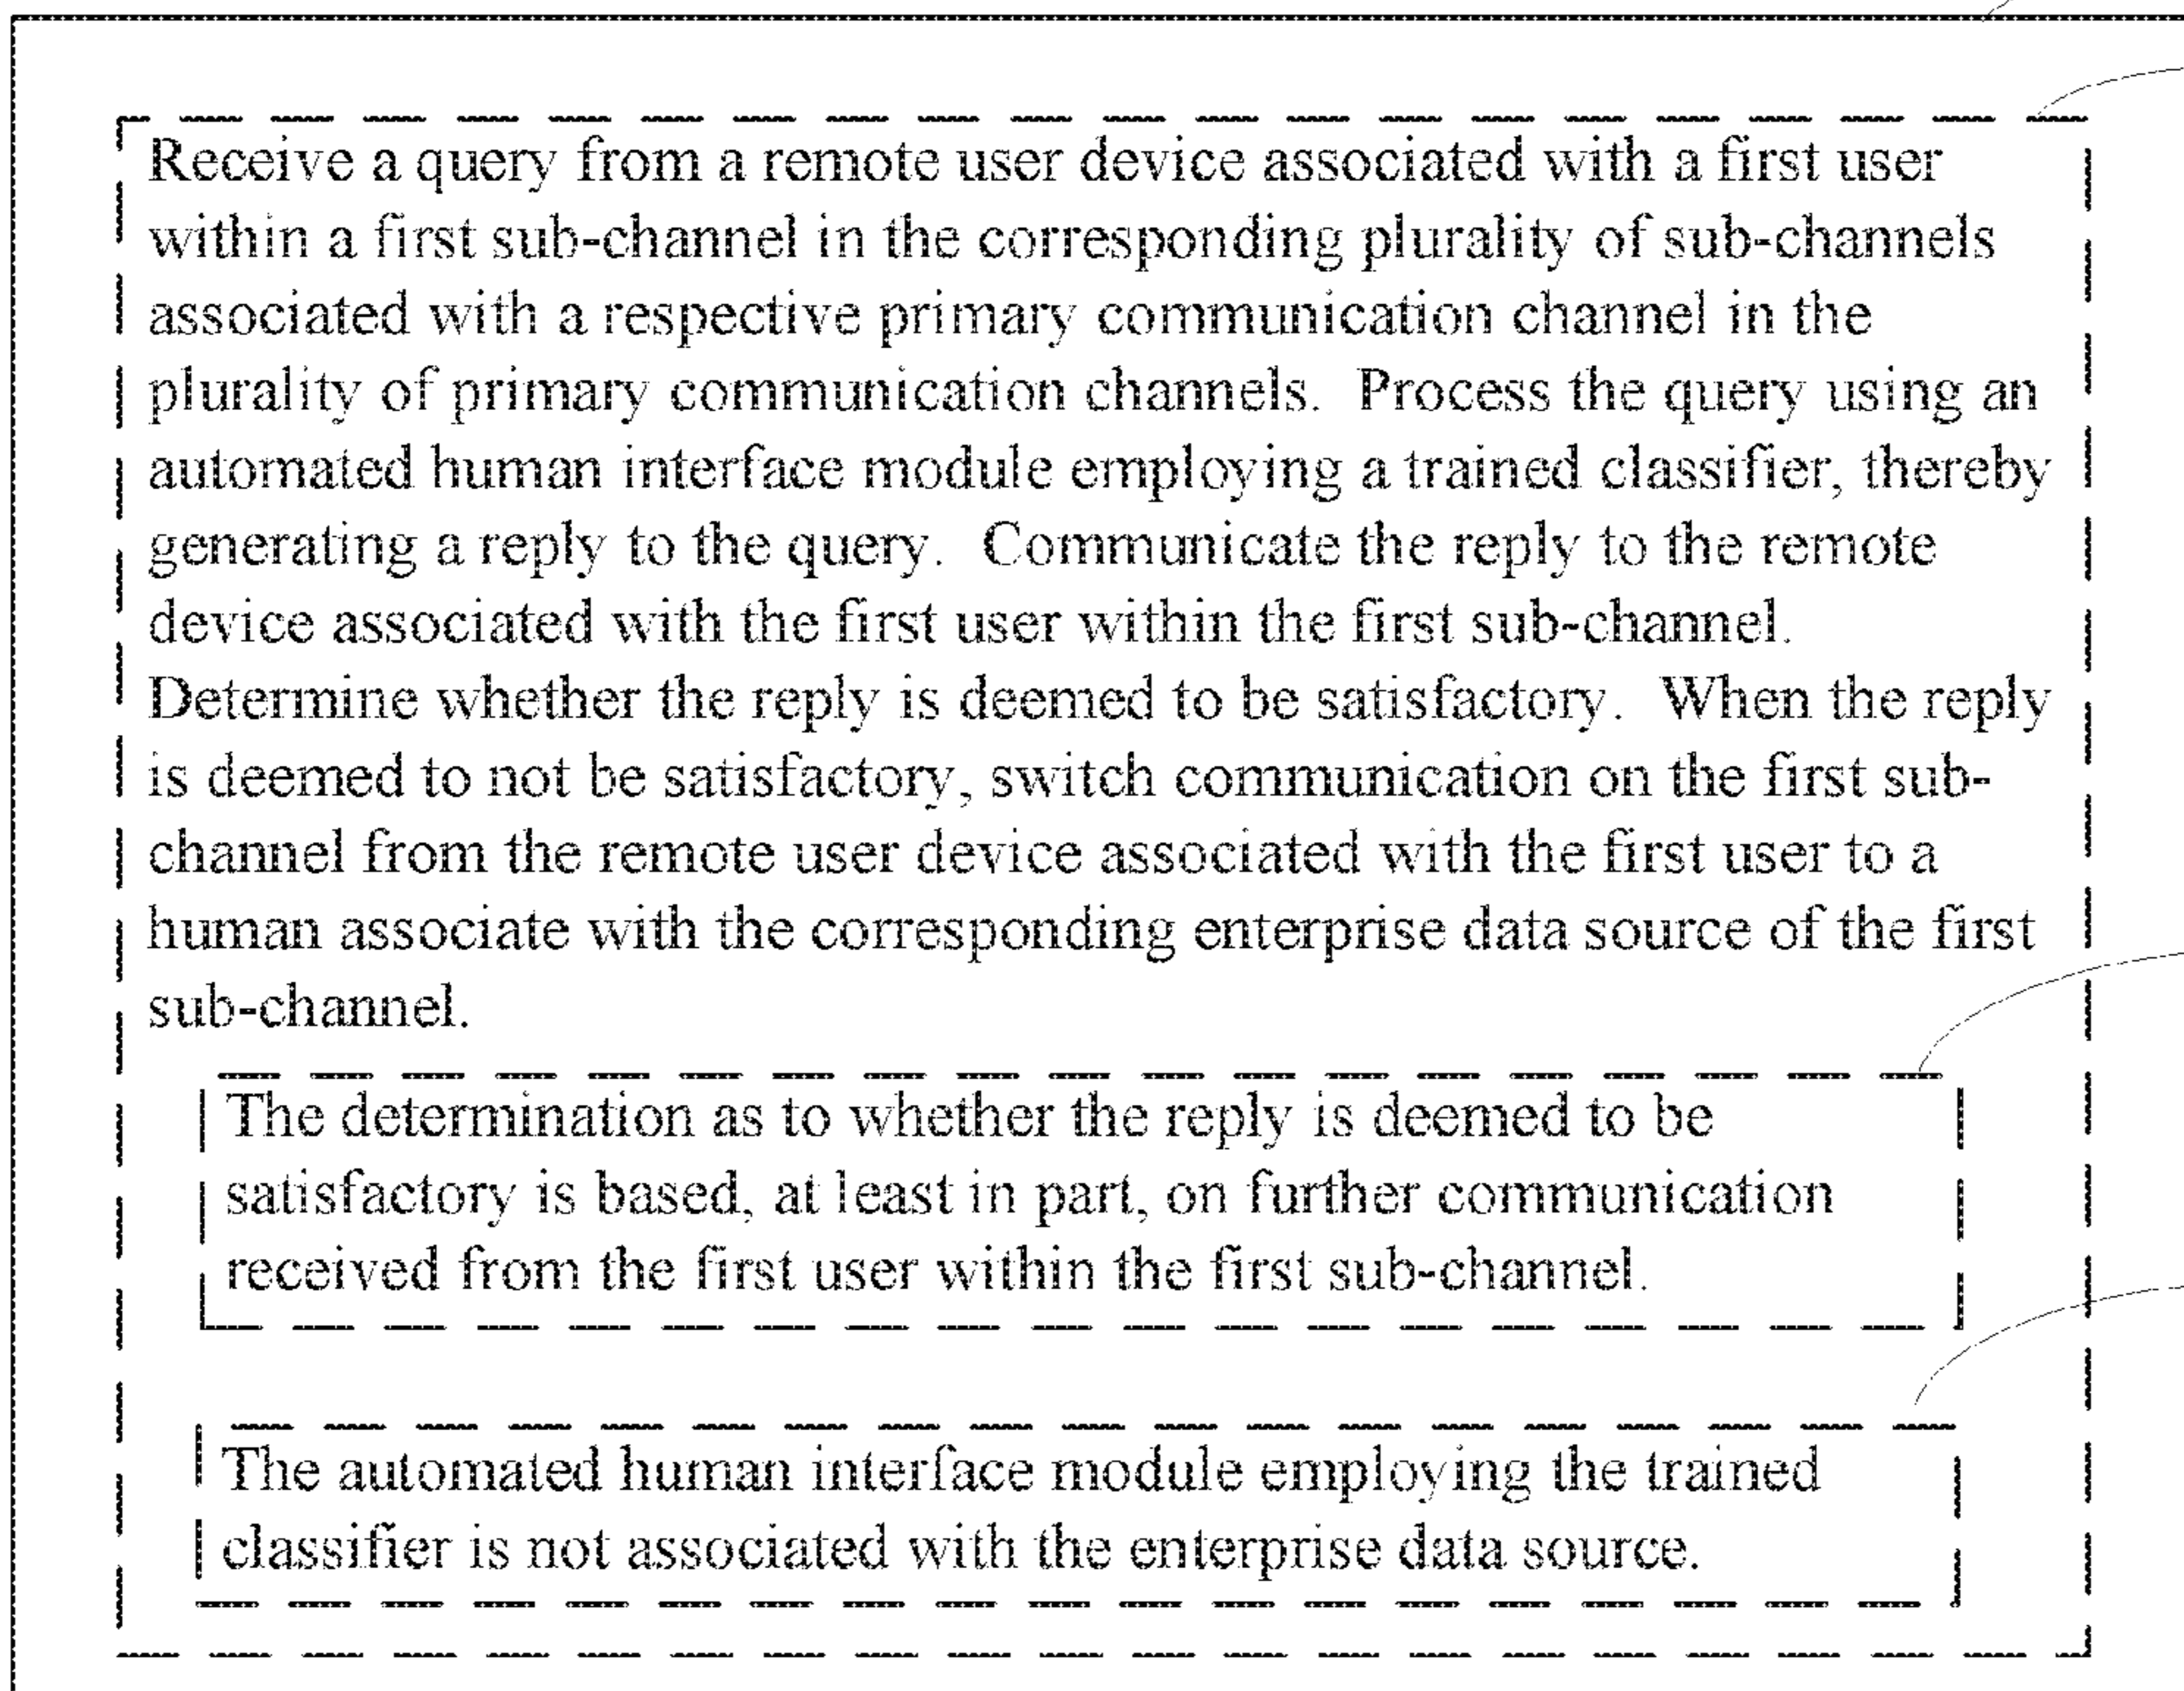 Receive a query from a remote user device associated with a first user
within a first sub-channel in the corresponding plurality of sub-channels
associated with a respective primary communication channel in the
plurality of primary communication channels.  Process the query using an
automated human interface module employing a trained classifier, thereby
generating a reply to the query.  Communicate the reply to the remote
device associated with the first user within the first sub-channel.
Determine whether the reply is deemed to be satisfactory.  When the reply
is deemed to not be satisfactory, switch communication on the first sub-
channel from the remote user device associated with the first user to a
human associate with the corresponding enterprise data source of the first
sub-channel.
The determination as to whether the reply is deemed to be
satisfactory is based, at least in part, on further communication
received from the first user within the first sub-channel.
The automated human interface module employing the trained
classifier is not associated with the enterprise data source.